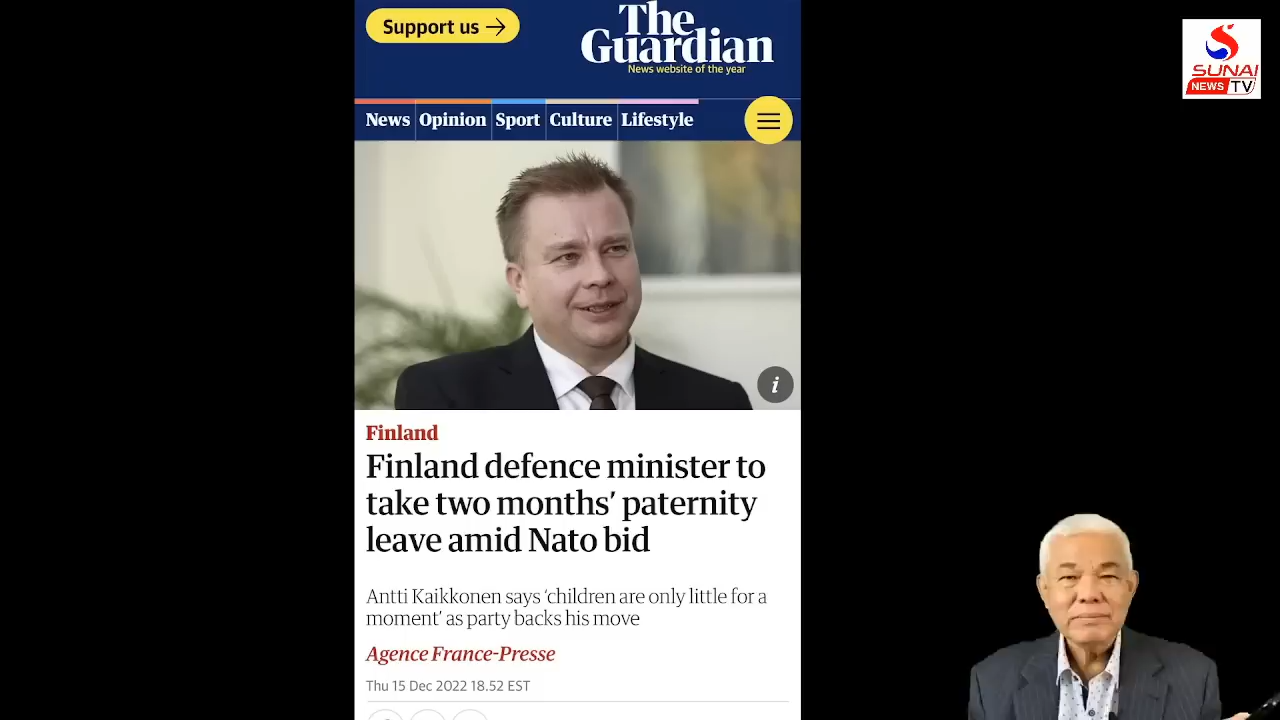 Support us
The
Guardian
News website of the year
SUNAI
NEWS TV
News
Opinion
Sport
Culture
Lifestyle
i
Finland
Finland defence minister to
take two months’ paternity
leave amid Nato bid
Antti Kaikkonen says ‘children are only little for a
moment’ as party backs his move
Agence France-Presse
Thu 15 Dec 2022 18.52 EST